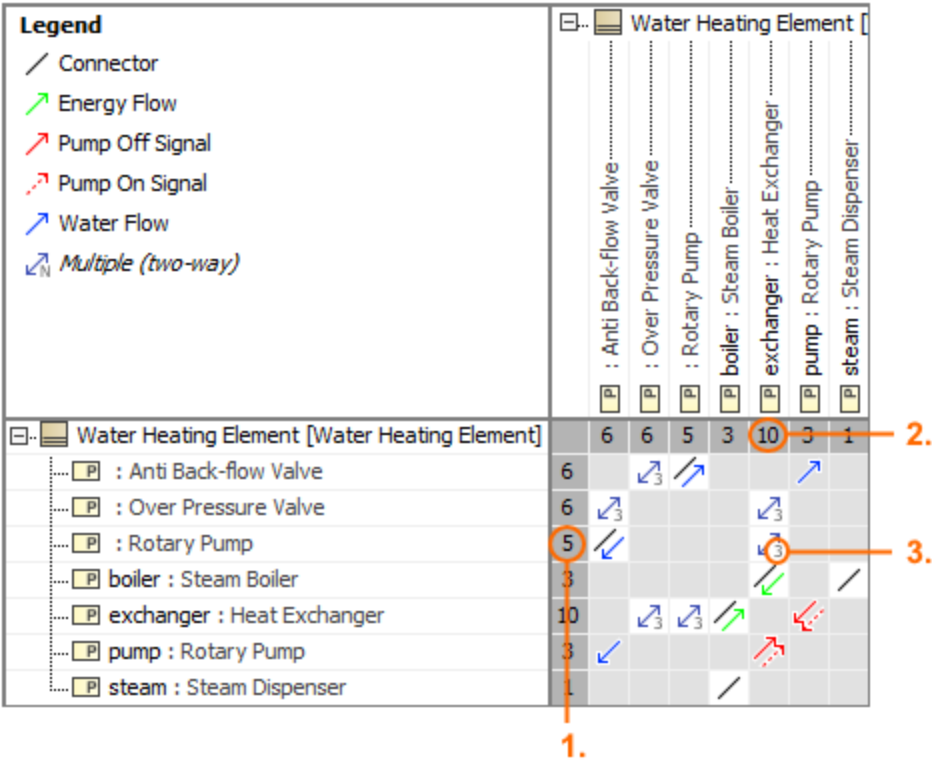 Legend
Connector
Energy Flow
Pump Off Signal
Pump On Signal
Water Flow
N Multiple (two-way)
Water Heating Element [
: Anti Back-flow Valve
: Over Pressure Valve
: Rotary Pump
boiler : Steam Boiler
exchanger : Heat Exchanger
pump : Rotary Pump
steam : Steam Dispenser
P P P P P P P
Water Heating Element [Water Heating Element] 6 6 5 3 10 3 1 2.
P : Anti Back-flow Valve 6 3
P : Over Pressure Valve 6 3 3
P : Rotary Pump 5 3 3.
P boiler : Steam Boiler 3
P exchanger : Heat Exchanger 10 3 3
P pump : Rotary Pump 3
P steam : Steam Dispenser 1
1.